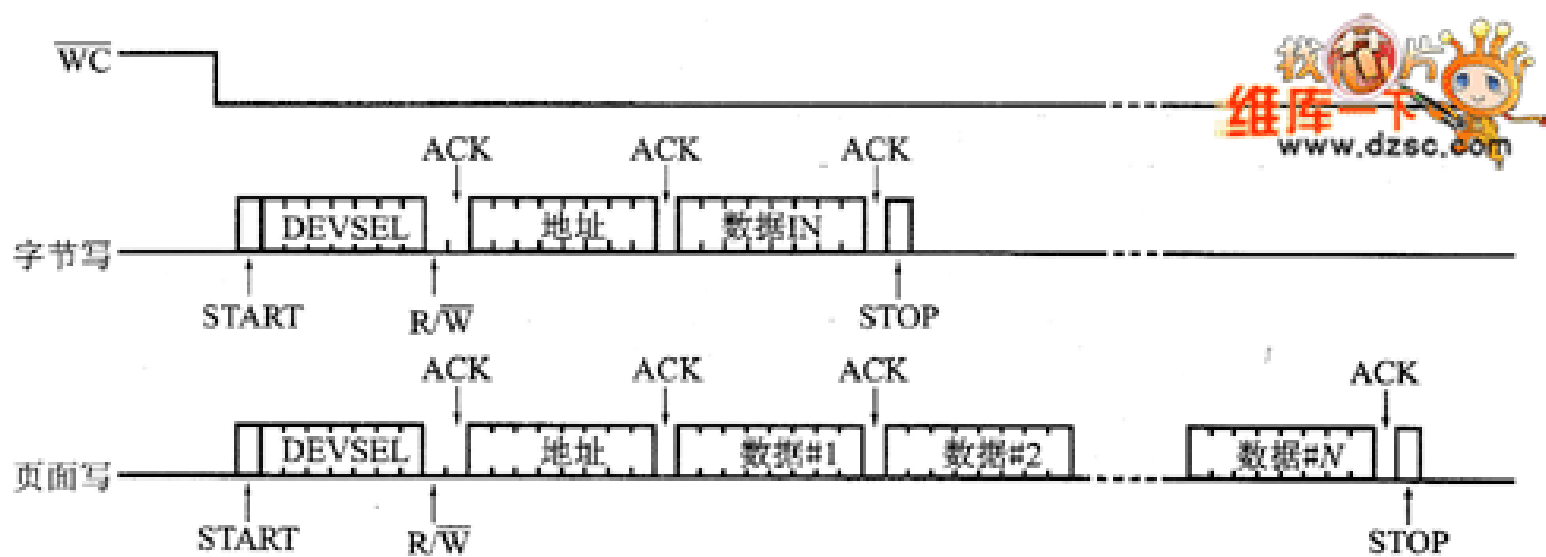 W̅C̅
找芯片
维库一下
www.dzsc.com
ACK ACK ACK
字节写 DEVSEL 地址 数据IN
START R/W̅ STOP
ACK ACK ACK ACK
页面写 DEVSEL 地址 数据#1 数据#2 数据#N
START R/W̅ STOP